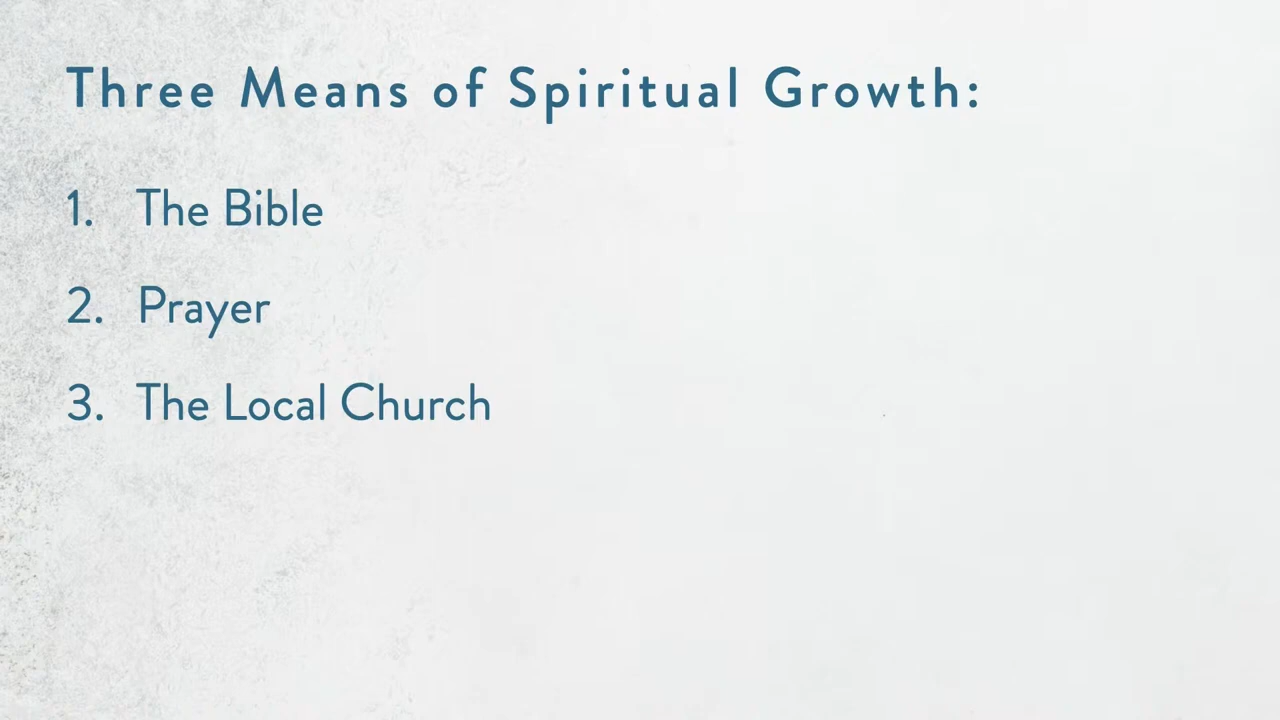 Three Means of Spiritual Growth:
1. The Bible
2. Prayer
3. The Local Church